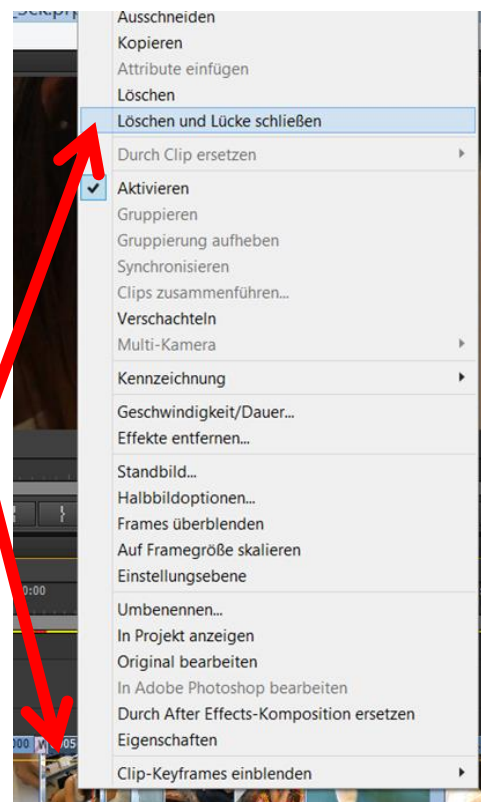 Ausschneiden
Kopieren
Attribute einfügen
Löschen
Löschen und Lücke schließen
Durch Clip ersetzen
Aktivieren
Gruppieren
Gruppierung aufheben
Synchronisieren
Clips zusammenführen...
Verschachteln
Multi-Kamera
Kennzeichnung
Geschwindigkeit/Dauer...
Effekte entfernen...
Standbild...
Halbbildoptionen...
Frames überblenden
Auf Framegröße skalieren
Einstellungsebene
Umbenennen...
In Projekt anzeigen
Original bearbeiten
In Adobe Photoshop bearbeiten
Durch After Effects-Komposition ersetzen
Eigenschaften
Clip-Keyframes einblenden